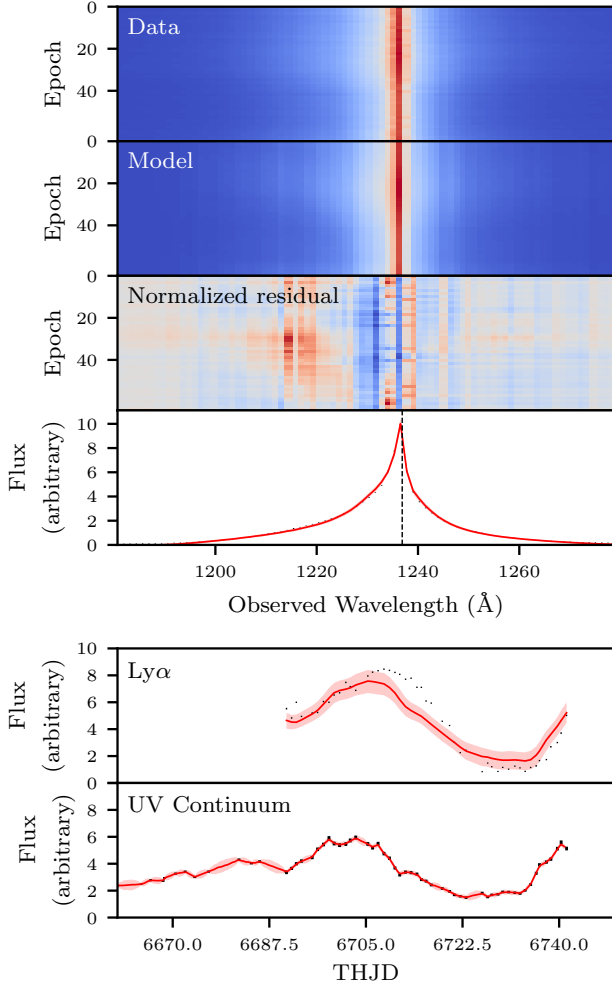 0
Data
20
Epoch
40
0
Model
20
Epoch
40
0
Normalized residual
20
Epoch
40
10
8
6
4
2
0
Flux
(arbitrary)
1200 1220 1240 1260
Observed Wavelength (Å)
10
Lyα
8
6
4
2
0
Flux
(arbitrary)
UV Continuum
8
6
4
2
0
Flux
(arbitrary)
6670.0 6687.5 6705.0 6722.5 6740.0
THJD